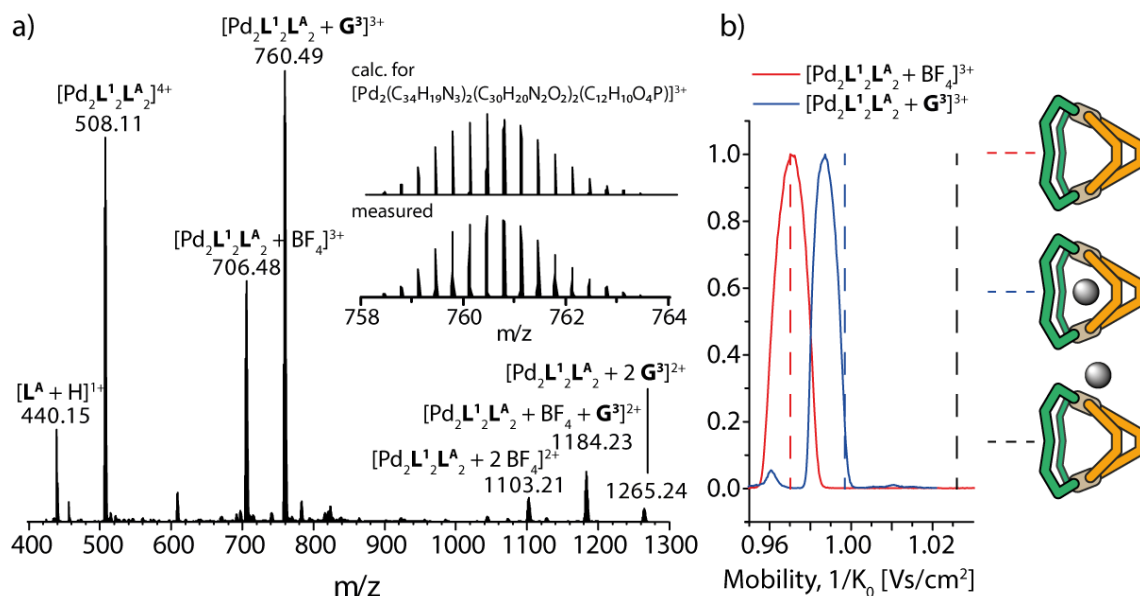 a)
[Pd₂L¹₂Lᴬ₂ + G³]³⁺
760.49
[Pd₂L¹₂Lᴬ₂]⁴⁺
508.11
calc. for
[Pd₂(C₃₄H₁₉N₃)₂(C₃₀H₂₀N₂O₂)₂(C₁₂H₁₀O₄P)]³⁺
measured
[Pd₂L¹₂Lᴬ₂ + BF₄]³⁺
706.48
758 760 762 764
m/z
[Lᴬ + H]¹⁺
440.15
[Pd₂L¹₂Lᴬ₂ + 2 G³]²⁺
[Pd₂L¹₂Lᴬ₂ + BF₄ + G³]²⁺
1184.23
[Pd₂L¹₂Lᴬ₂ + 2 BF₄]²⁺
1103.21
1265.24
400 500 600 700 800 900 1000 1100 1200 1300
m/z
b)
[Pd₂L¹₂Lᴬ₂ + BF₄]³⁺
[Pd₂L¹₂Lᴬ₂ + G³]³⁺
1.0
0.8
0.6
0.4
0.2
0.0
0.96 1.00 1.02
Mobility, 1/K₀ [Vs/cm²]